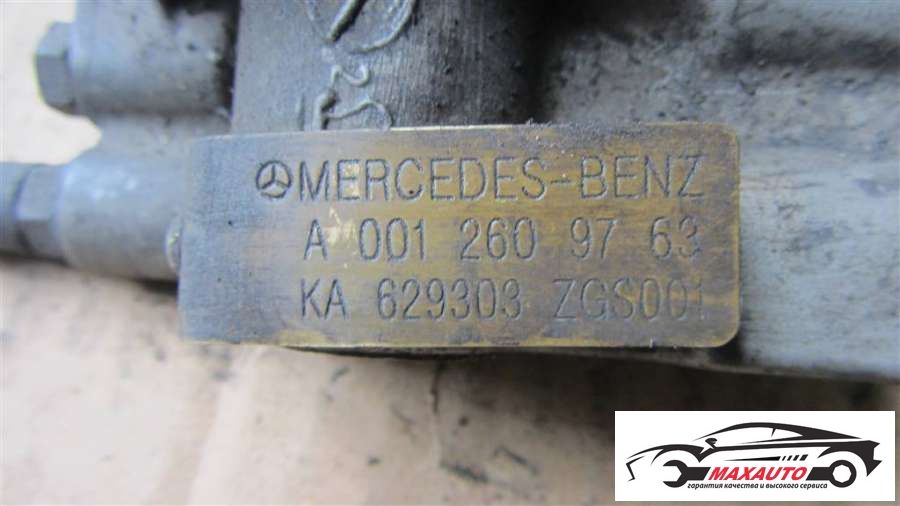 MERCEDES-BENZ
A 001 260 97 63
KA 629303 ZGS001
MAXAUTO
гарантия качества и высокого сервиса